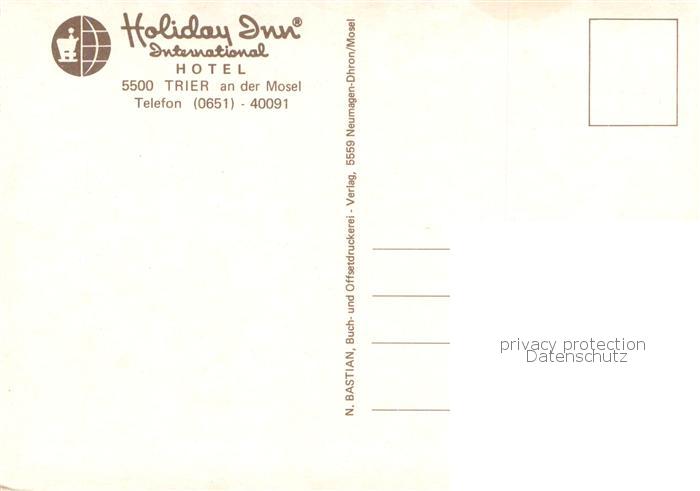 Holiday Inn®
International
HOTEL
5500 TRIER an der Mosel
Telefon (0651) - 40091
N. BASTIAN, Buch- und Offsetdruckerei - Verlag, 5559 Neumagen-Dhron/Mosel
privacy protection
Datenschutz